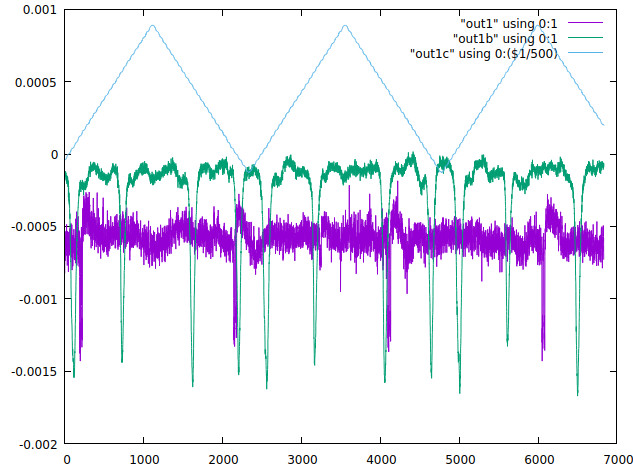 0.001
"out1" using 0:1
"out1b" using 0:1
"out1c" using 0:($1/500)
0.0005
0
-0.0005
-0.001
-0.0015
-0.002
0 1000 2000 3000 4000 5000 6000 7000